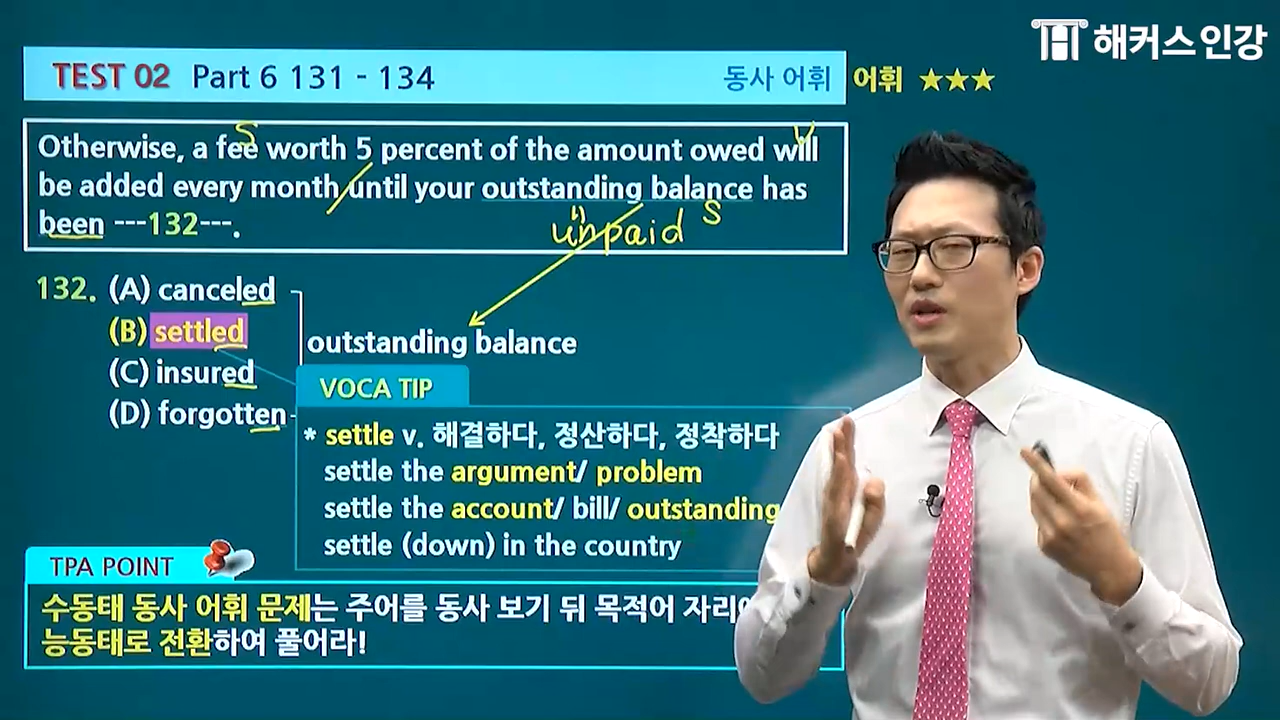 해커스인강
TEST 02 Part 6 131 - 134 동사 어휘 어휘 ★★★
S
V
Otherwise, a fee worth 5 percent of the amount owed will
be added every month until your outstanding balance has
been ---132---.
unpaid S
132. (A) canceled
(B) settled
(C) insured
(D) forgotten
outstanding balance
VOCA TIP
* settle v. 해결하다, 정산하다, 정착하다
settle the argument/ problem
settle the account/ bill/ outstanding
settle (down) in the country
TPA POINT
수동태 동사 어휘 문제는 주어를 동사 보기 뒤 목적어
능동태로 전환하여 풀어라!